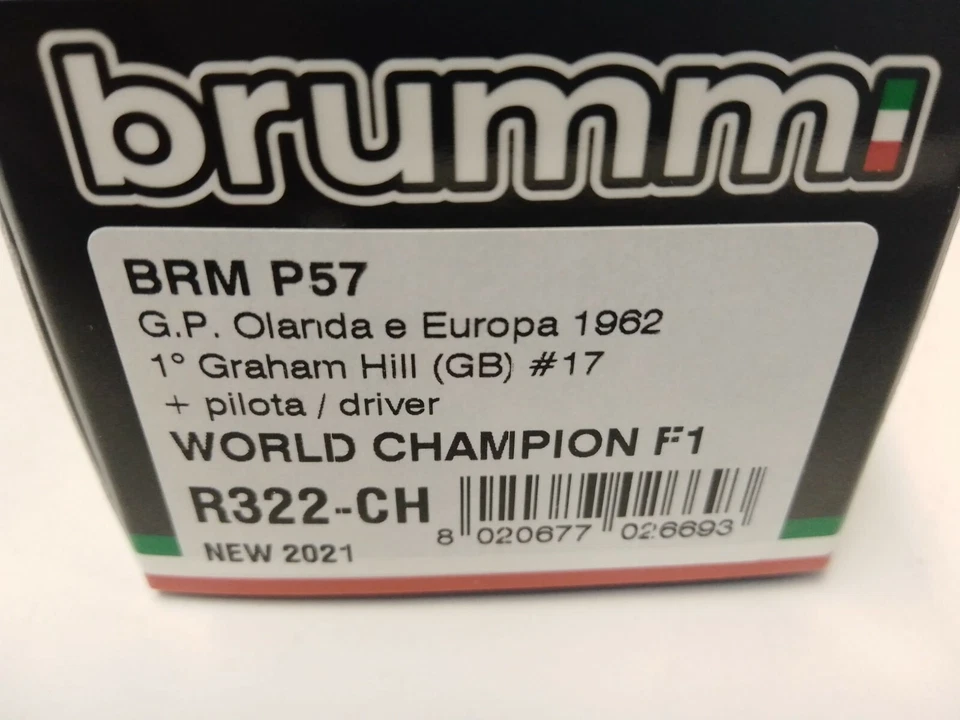 brummi
BRM P57
G.P. Olanda e Europa 1962
1° Graham Hill (GB) #17
+ pilota / driver
WORLD CHAMPION F1
R322-CH
8 020677 026693
NEW 2021